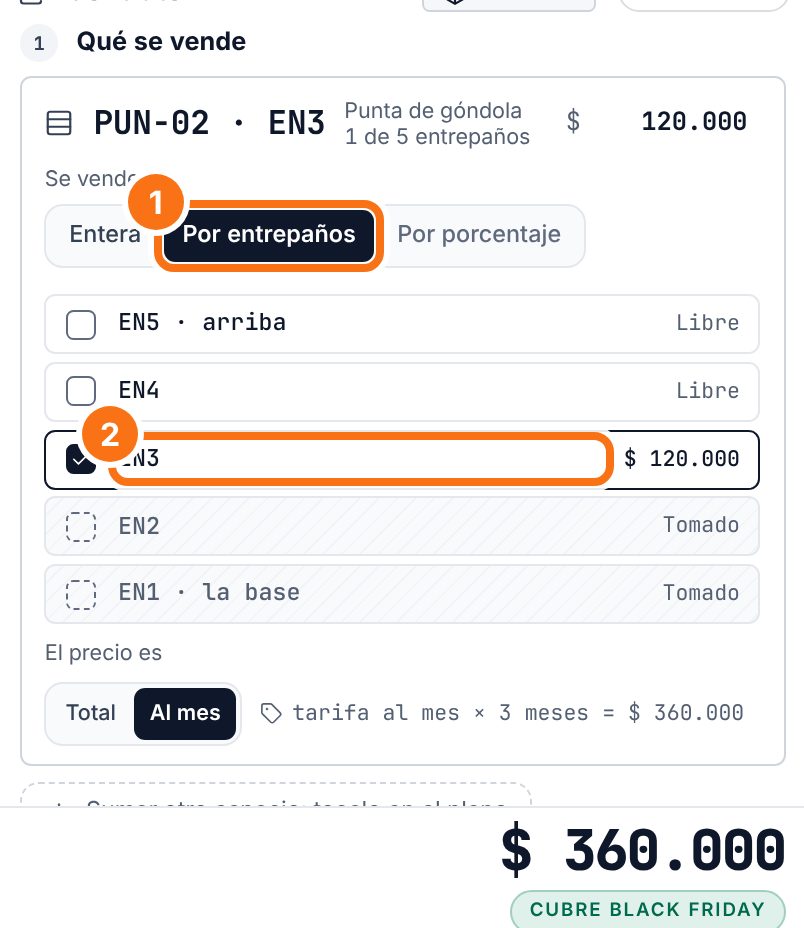 1 Qué se vende
PUN-02 · EN3
Punta de góndola
1 de 5 entrepaños
$ 120.000
Se vende
1
Entera
Por entrepaños
Por porcentaje
EN5 · arriba Libre
EN4 Libre
2
EN3 $ 120.000
EN2 Tomado
EN1 · la base Tomado
El precio es
Total
Al mes
tarifa al mes × 3 meses = $ 360.000
$ 360.000
CUBRE BLACK FRIDAY